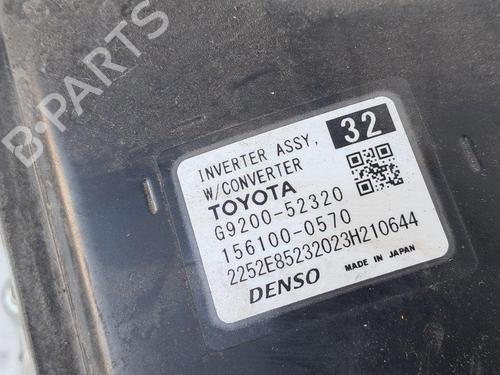 B-PARTS
INVERTER ASSY, 32
W/CONVERTER
TOYOTA
G9200-52320
156100-0570
2252E85232023H210644
DENSO MADE IN JAPAN